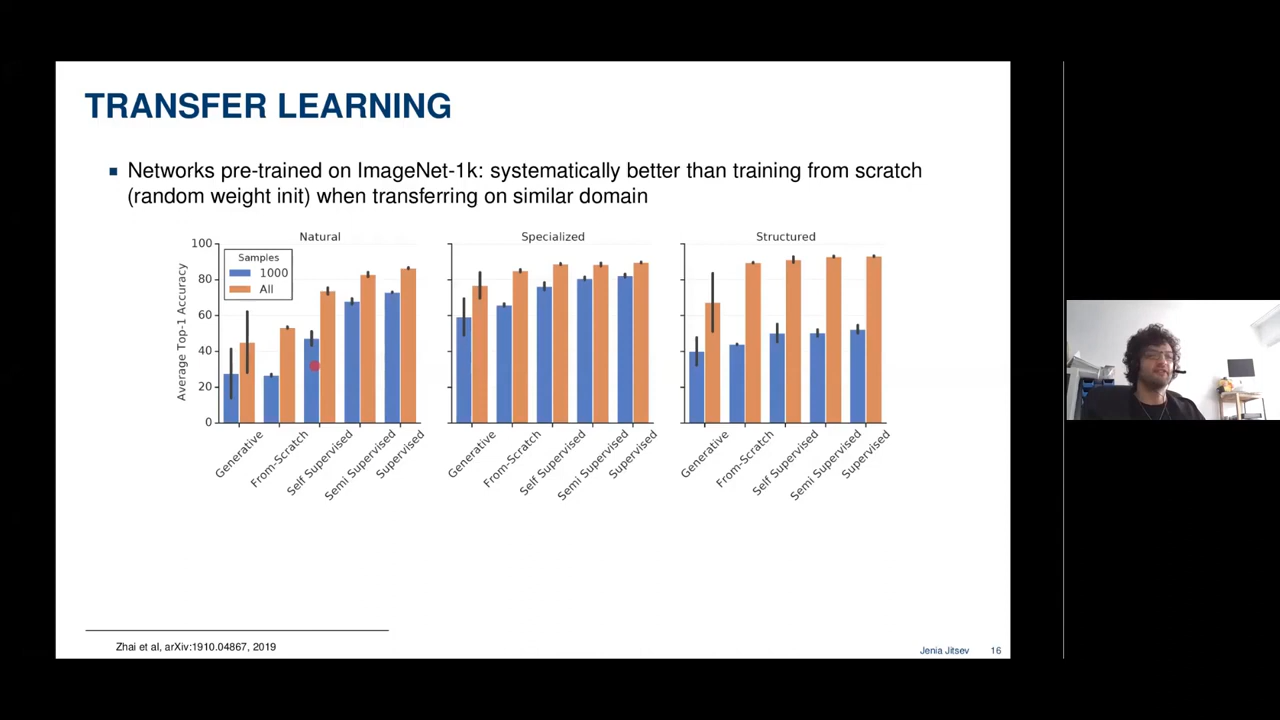 TRANSFER LEARNING
Networks pre-trained on ImageNet-1k: systematically better than training from scratch
(random weight init) when transferring on similar domain
Natural
Specialized
Structured
Average Top-1 Accuracy
100
80
60
40
20
0
Samples
1000
All
Generative
From-Scratch
Self Supervised
Semi Supervised
Supervised
Generative
From-Scratch
Self Supervised
Semi Supervised
Supervised
Generative
From-Scratch
Self Supervised
Semi Supervised
Supervised
Zhai et al, arXiv:1910.04867, 2019
Jenia Jitsev 16